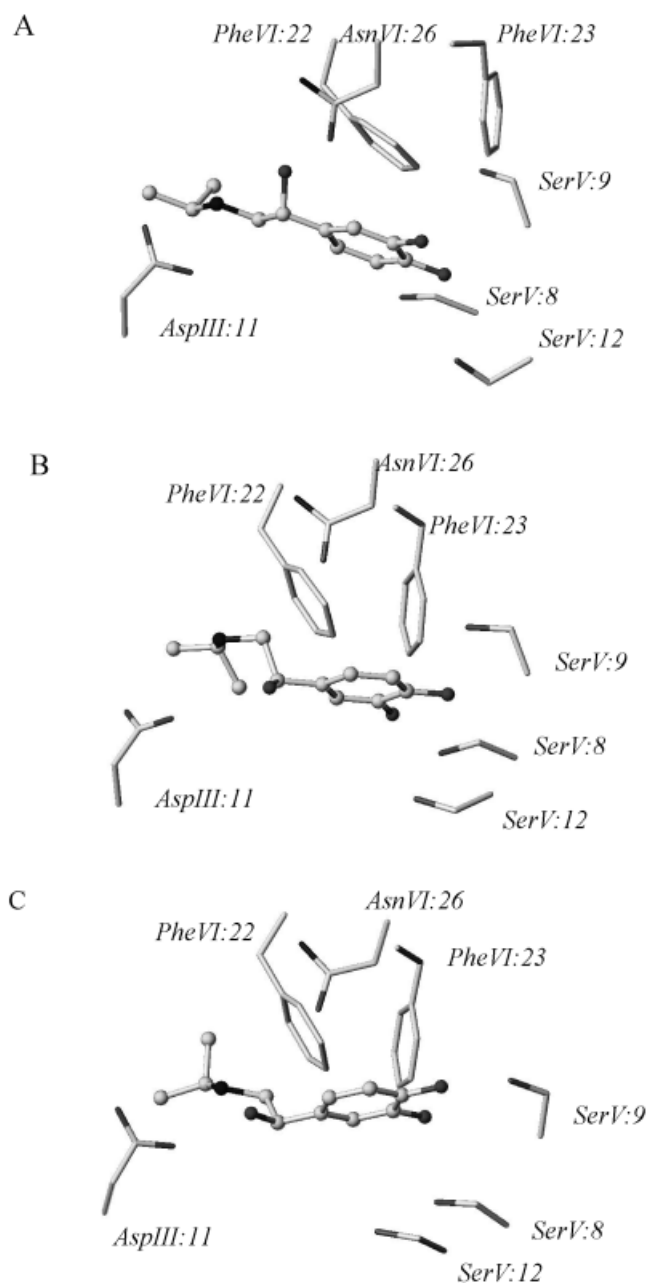 A
PheVI:22 AsnVI:26 PheVI:23
SerV:9
SerV:8
AspIII:11
SerV:12
B
AsnVI:26
PheVI:22
PheVI:23
SerV:9
SerV:8
AspIII:11
SerV:12
C
AsnVI:26
PheVI:22
PheVI:23
SerV:9
SerV:8
AspIII:11
SerV:12